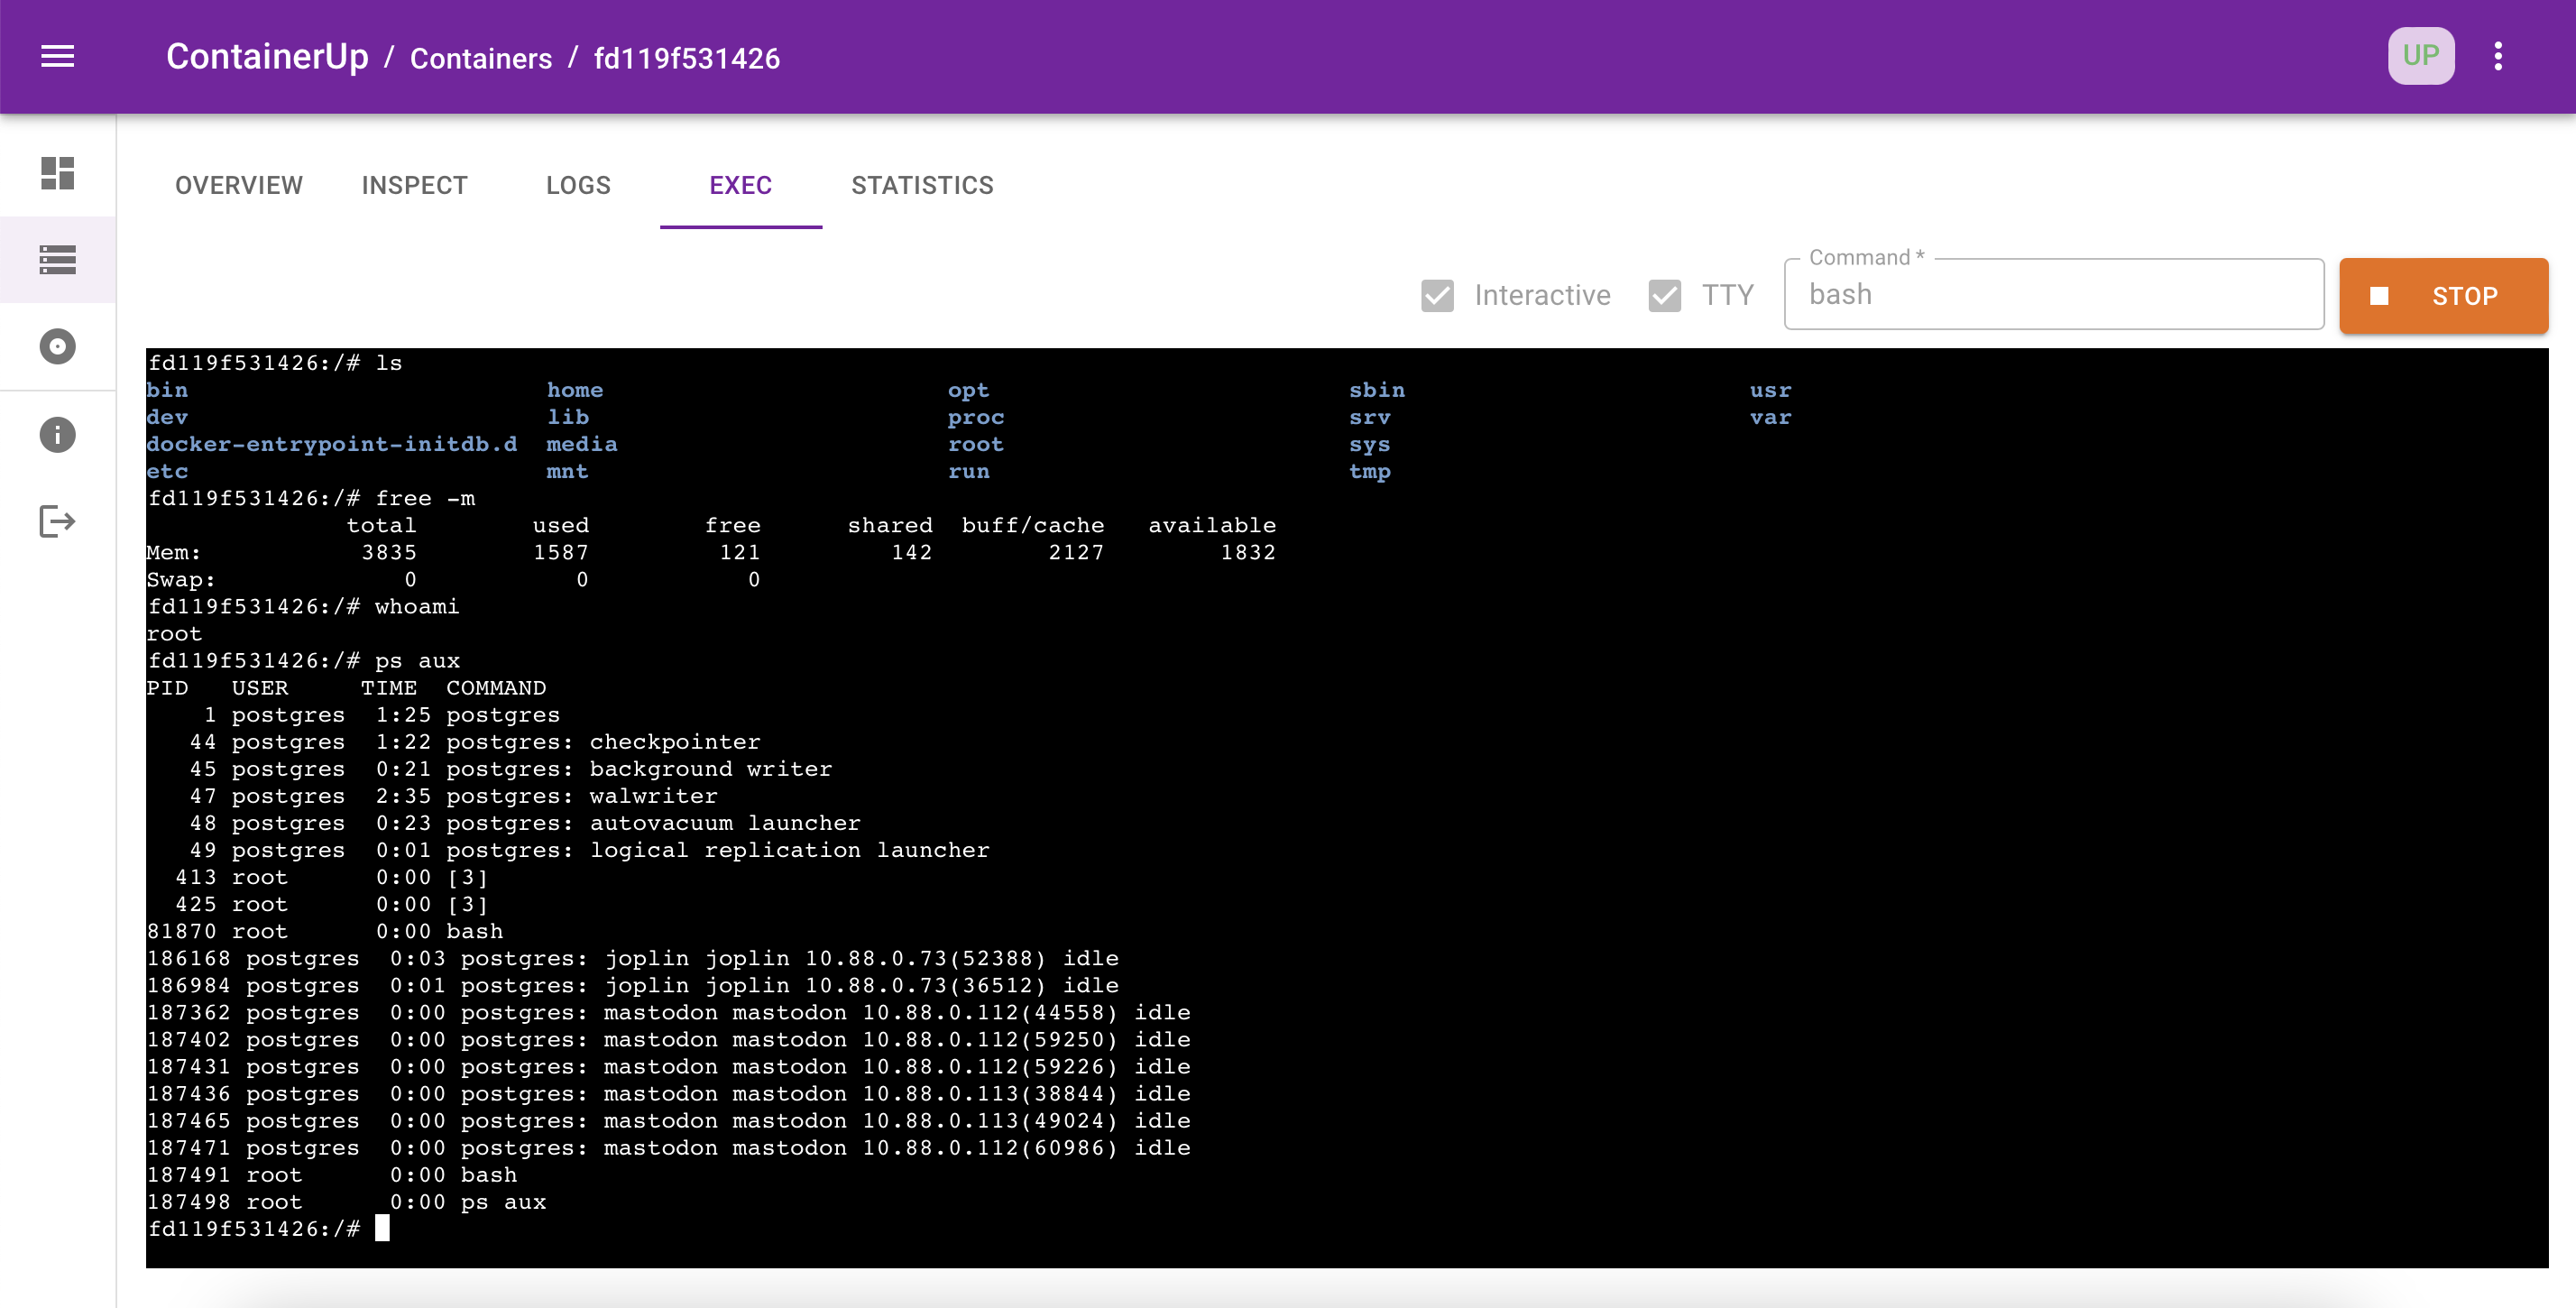 ContainerUp / Containers / fd119f531426 UP
OVERVIEW INSPECT LOGS EXEC STATISTICS
Command *
Interactive TTY bash STOP
fd119f531426:/# ls
bin home opt sbin usr
dev lib proc srv var
docker-entrypoint-initdb.d media root sys
etc mnt run tmp
fd119f531426:/# free -m
total used free shared buff/cache available
Mem: 3835 1587 121 142 2127 1832
Swap: 0 0 0
fd119f531426:/# whoami
root
fd119f531426:/# ps aux
PID USER TIME COMMAND
1 postgres 1:25 postgres
44 postgres 1:22 postgres: checkpointer
45 postgres 0:21 postgres: background writer
47 postgres 2:35 postgres: walwriter
48 postgres 0:23 postgres: autovacuum launcher
49 postgres 0:01 postgres: logical replication launcher
413 root 0:00 [3]
425 root 0:00 [3]
81870 root 0:00 bash
186168 postgres 0:03 postgres: joplin joplin 10.88.0.73(52388) idle
186984 postgres 0:01 postgres: joplin joplin 10.88.0.73(36512) idle
187362 postgres 0:00 postgres: mastodon mastodon 10.88.0.112(44558) idle
187402 postgres 0:00 postgres: mastodon mastodon 10.88.0.112(59250) idle
187431 postgres 0:00 postgres: mastodon mastodon 10.88.0.112(59226) idle
187436 postgres 0:00 postgres: mastodon mastodon 10.88.0.113(38844) idle
187465 postgres 0:00 postgres: mastodon mastodon 10.88.0.113(49024) idle
187471 postgres 0:00 postgres: mastodon mastodon 10.88.0.112(60986) idle
187491 root 0:00 bash
187498 root 0:00 ps aux
fd119f531426:/#